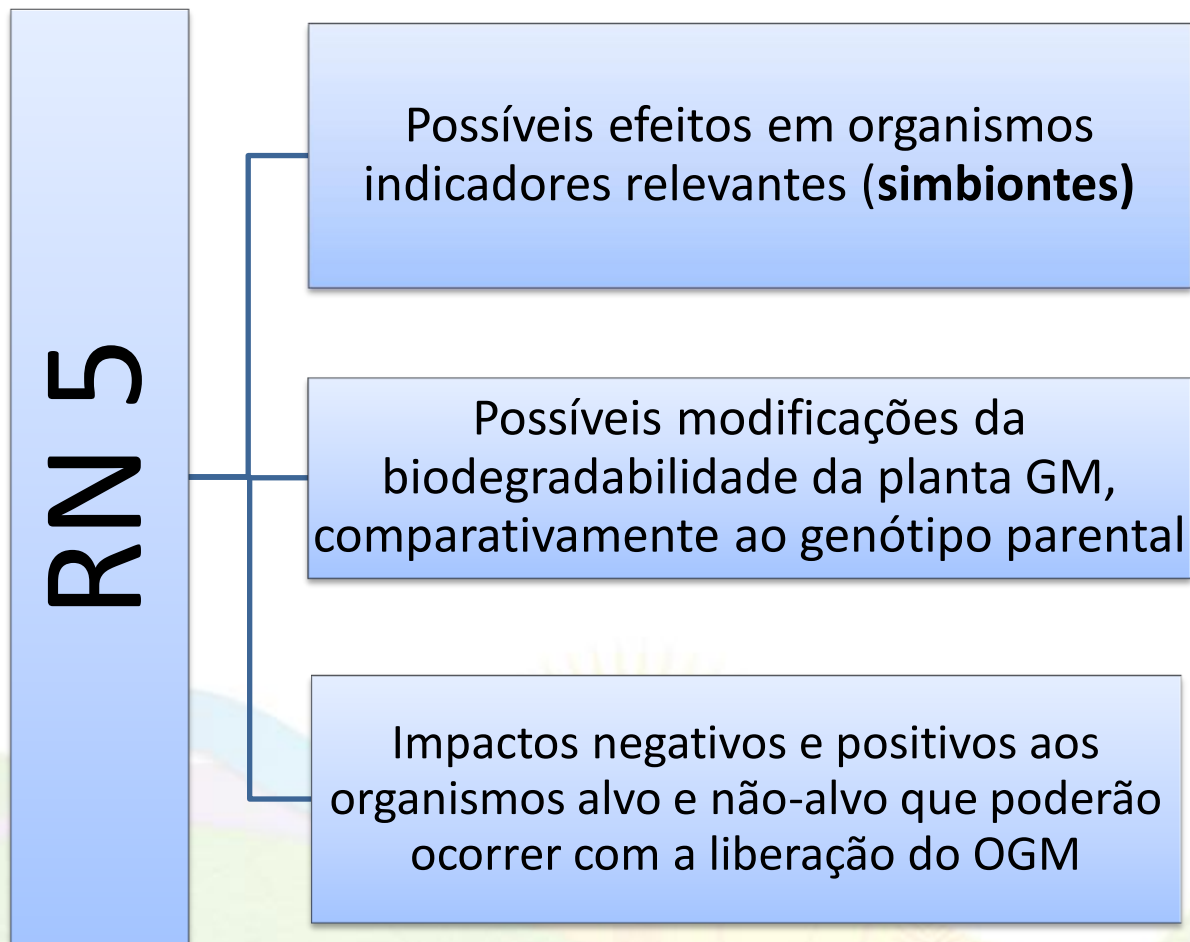 RN 5
Possíveis efeitos em organismos
indicadores relevantes (simbiontes)
Possíveis modificações da
biodegradabilidade da planta GM,
comparativamente ao genótipo parental
Impactos negativos e positivos aos
organismos alvo e não-alvo que poderão
ocorrer com a liberação do OGM